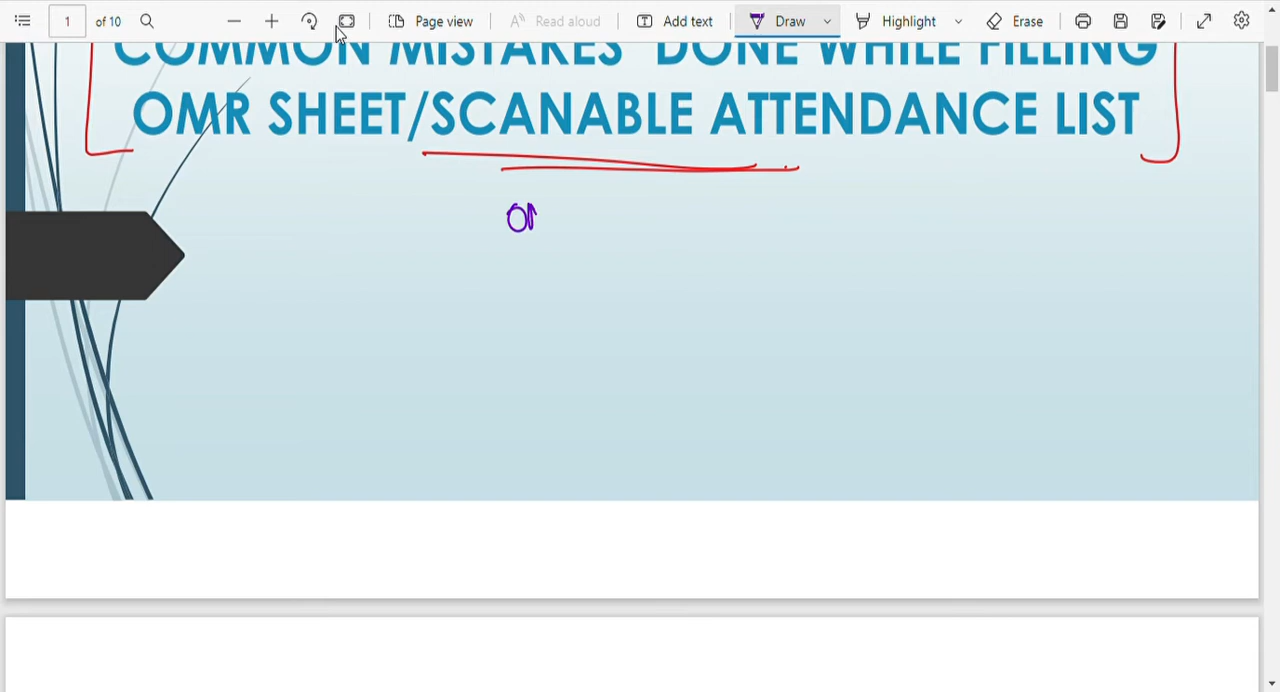 1 of 10 Page view Read aloud Add text Draw Highlight Erase
COMMON MISTAKES DONE WHILE FILLING
OMR SHEET/SCANABLE ATTENDANCE LIST